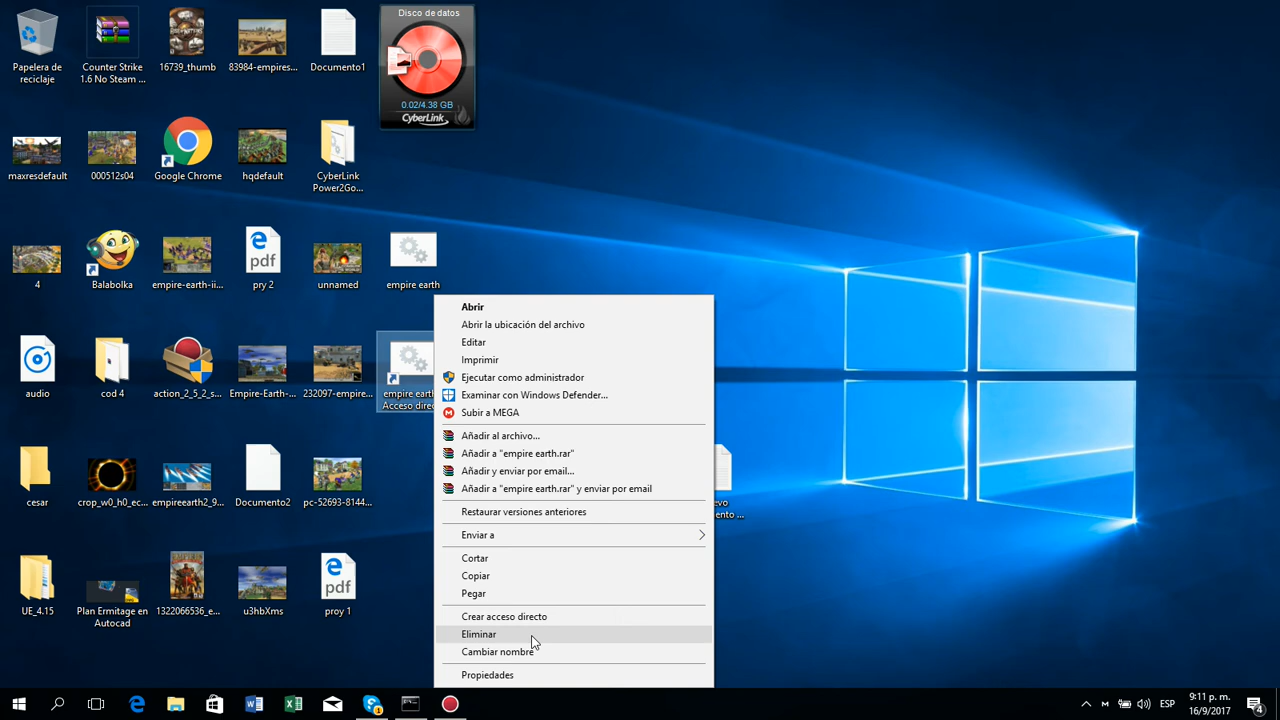 Papelera de
reciclaje
Counter Strike
1.6 No Steam ...
16739_thumb
83984-empires...
Documento1
Disco de datos
0.02/4.38 GB
CyberLink
maxresdefault
000512s04
Google Chrome
hqdefault
CyberLink
Power2Go...
4
Balabolka
empire-earth-ii...
pdf
pry 2
unnamed
empire earth
audio
cod 4
action_2_5_2_s...
Empire-Earth-...
232097-empire...
empire earth
Acceso direc
cesar
crop_w0_h0_ec...
empireearth2_9...
Documento2
pc-52693-8144...
UE_4.15
Plan Ermitage en
Autocad
1322066536_e...
u3hbXms
pdf
proy 1
Abrir
Abrir la ubicación del archivo
Editar
Imprimir
Ejecutar como administrador
Examinar con Windows Defender...
Subir a MEGA
Añadir al archivo...
Añadir a "empire earth.rar"
Añadir y enviar por email...
Añadir a "empire earth.rar" y enviar por email
Restaurar versiones anteriores
Enviar a
Cortar
Copiar
Pegar
Crear acceso directo
Eliminar
Cambiar nombre
Propiedades
evo
ento ...
ESP
9:11 p. m.
16/9/2017